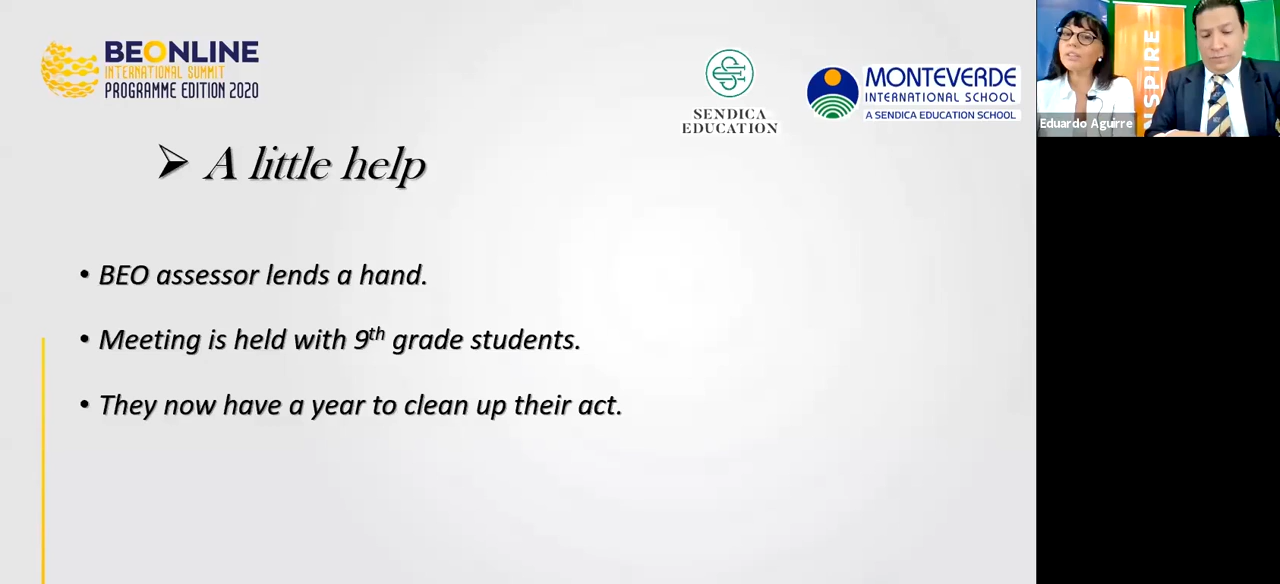 BEONLINE
INTERNATIONAL SUMMIT
PROGRAMME EDITION 2020
SENDICA
EDUCATION
MONTEVERDE
INTERNATIONAL SCHOOL
A SENDICA EDUCATION SCHOOL
Eduardo Aguirre
NSPIRE
➢ A little help
• BEO assessor lends a hand.
• Meeting is held with 9th grade students.
• They now have a year to clean up their act.